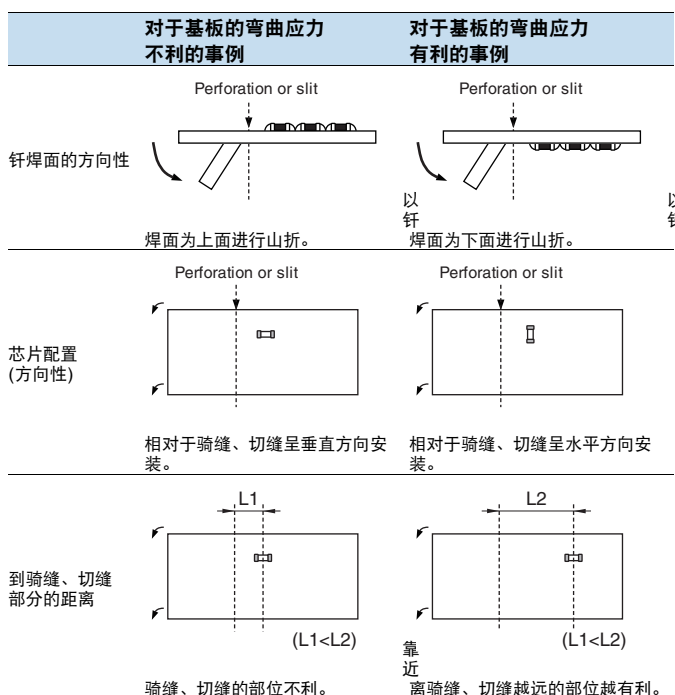 对于基板的弯曲应力
不利的事例
对于基板的弯曲应力
有利的事例
钎焊面的方向性
Perforation or slit
焊面为上面进行山折。
Perforation or slit
以
钎
焊面为下面进行山折。
芯片配置
(方向性)
Perforation or slit
相对于骑缝、切缝呈垂直方向安
装。
Perforation or slit
相对于骑缝、切缝呈水平方向安
装。
到骑缝、切缝
部分的距离
L1
(L1<L2)
骑缝、切缝的部位不利。
L2
(L1<L2)
靠
近
离骑缝、切缝越远的部位越有利。